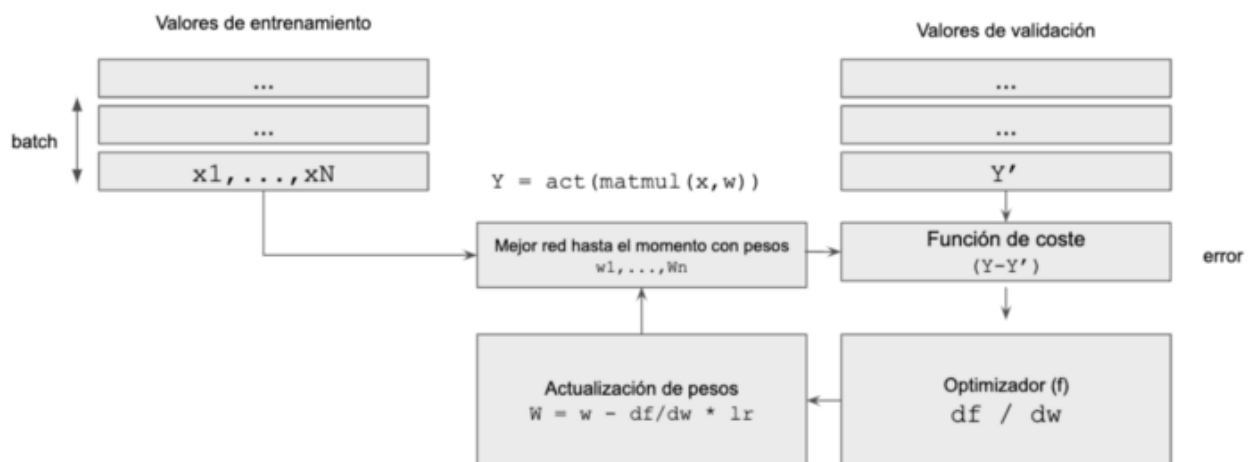 Valores de entrenamiento
...
...
x1,...,xN
batch
Valores de validación
...
...
Y’
Y = act(matmul(x,w))
Mejor red hasta el momento con pesos
w1,...,Wn
Función de coste
(Y-Y’)
error
Actualización de pesos
W = w - df/dw * lr
Optimizador (f)
df / dw